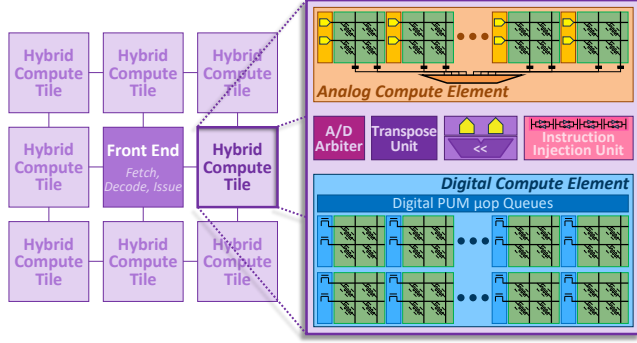 Hybrid
Compute
Tile
Hybrid
Compute
Tile
Hybrid
Compute
Tile
Hybrid
Compute
Tile
Front End
Fetch,
Decode, Issue
Hybrid
Compute
Tile
Hybrid
Compute
Tile
Hybrid
Compute
Tile
Hybrid
Compute
Tile
Analog Compute Element
A/D
Arbiter
Transpose
Unit
<<
Instruction
Injection Unit
Digital Compute Element
Digital PUM μop Queues